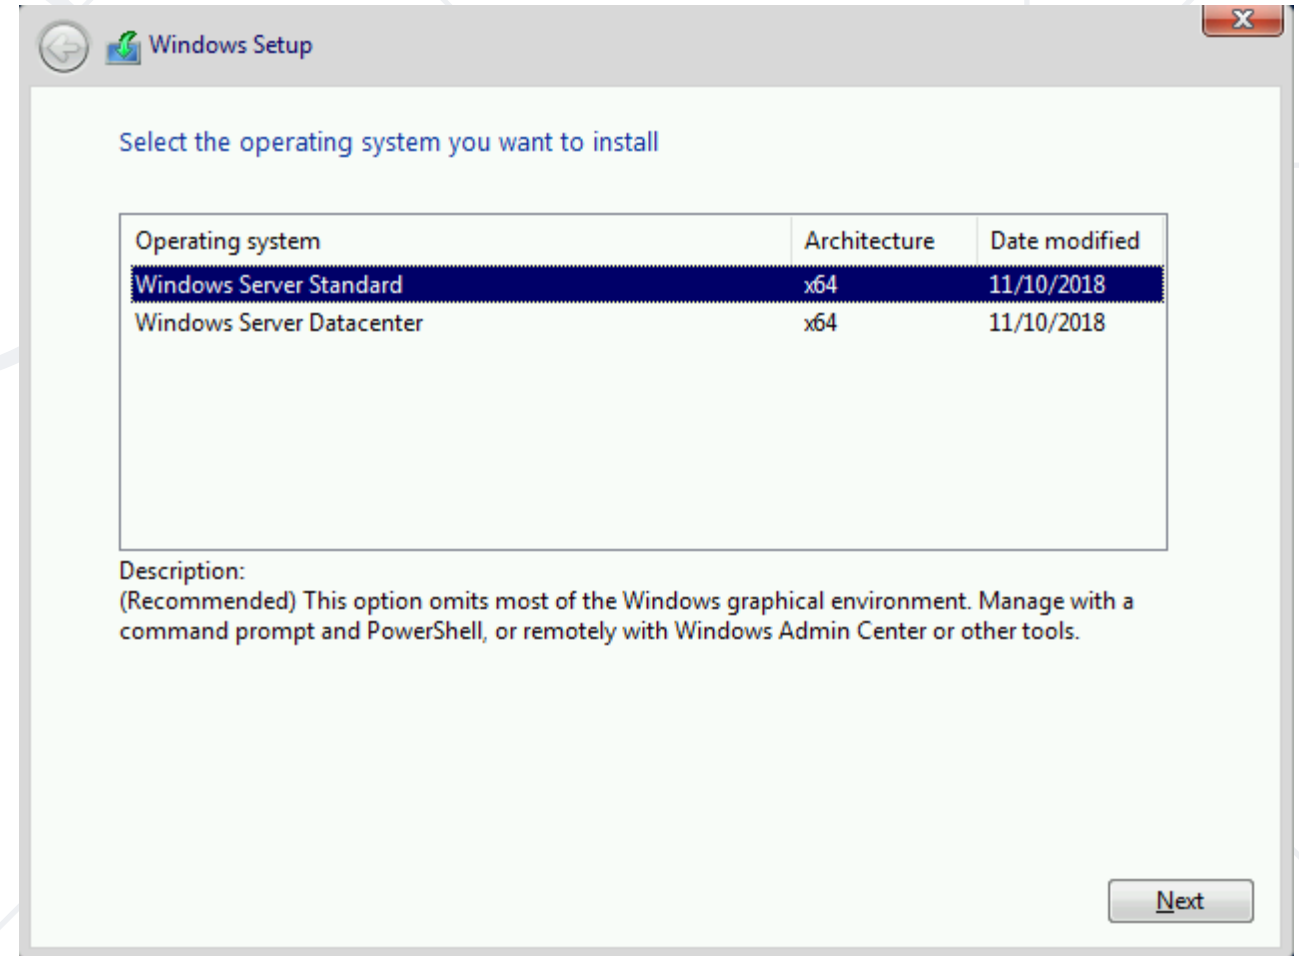 Windows Setup
Select the operating system you want to install
Operating system Architecture Date modified
Windows Server Standard x64 11/10/2018
Windows Server Datacenter x64 11/10/2018
Description:
(Recommended) This option omits most of the Windows graphical environment. Manage with a
command prompt and PowerShell, or remotely with Windows Admin Center or other tools.
Next